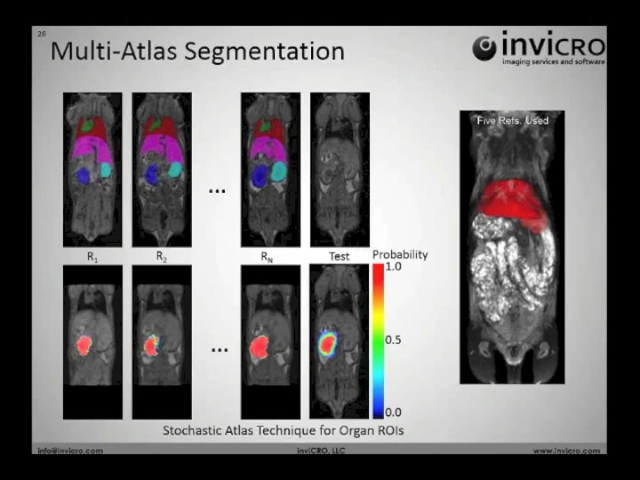 26
Multi-Atlas Segmentation
invicro
imaging services and software
Five Refs. Used
...
R1 R2 RN Test Probability
1.0
0.5
...
0.0
Stochastic Atlas Technique for Organ ROIs
info@invicro.com inviCRO, LLC www.invicro.com